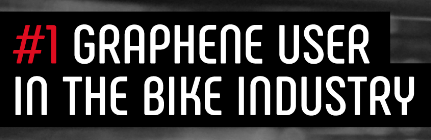 #1 GRAPHENE USER
IN THE BIKE INDUSTRY